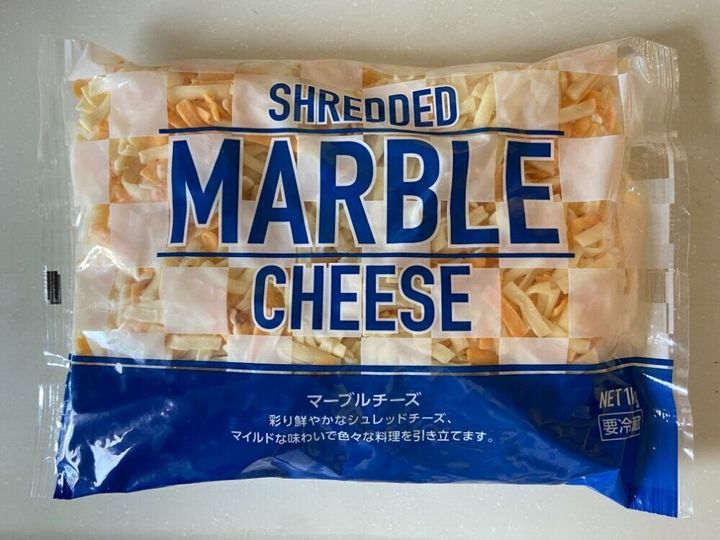 SHREDDED
MARBLE
CHEESE
マーブルチーズ
彩り鮮やかなシュレッドチーズ、
マイルドな味わいで色々な料理を引き立てます。
NET 1kg
要冷蔵